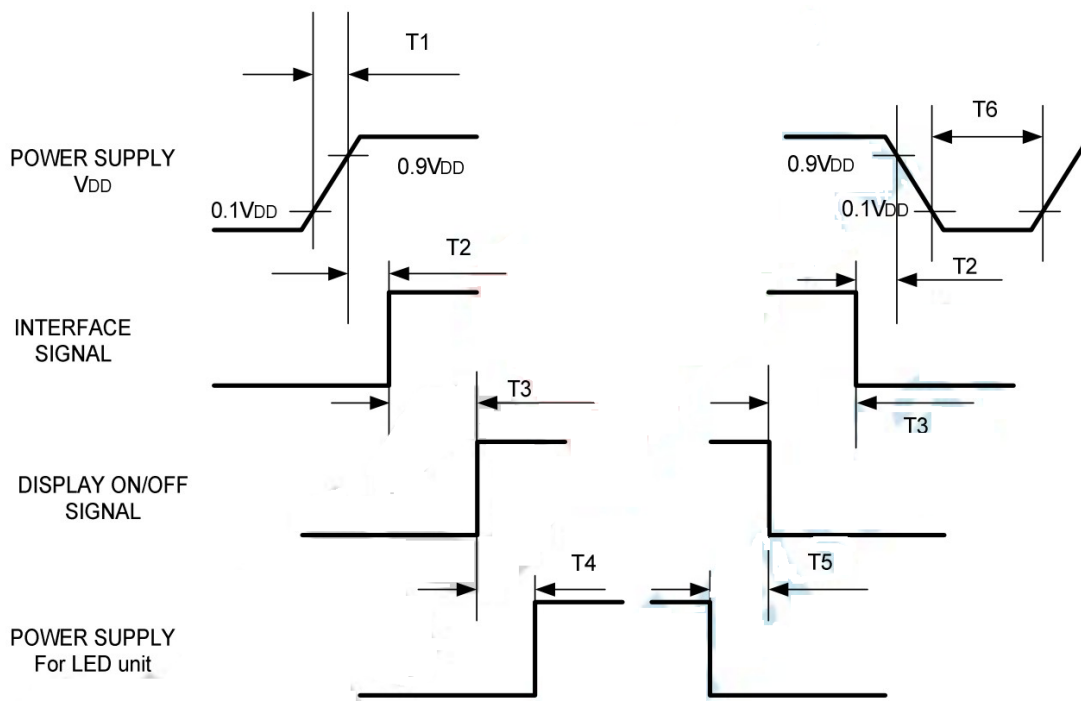 T1
T6
POWER SUPPLY
VDD
0.9VDD
0.9VDD
0.1VDD
0.1VDD
T2
T2
INTERFACE
SIGNAL
T3
T3
DISPLAY ON/OFF
SIGNAL
T4
T5
POWER SUPPLY
For LED unit